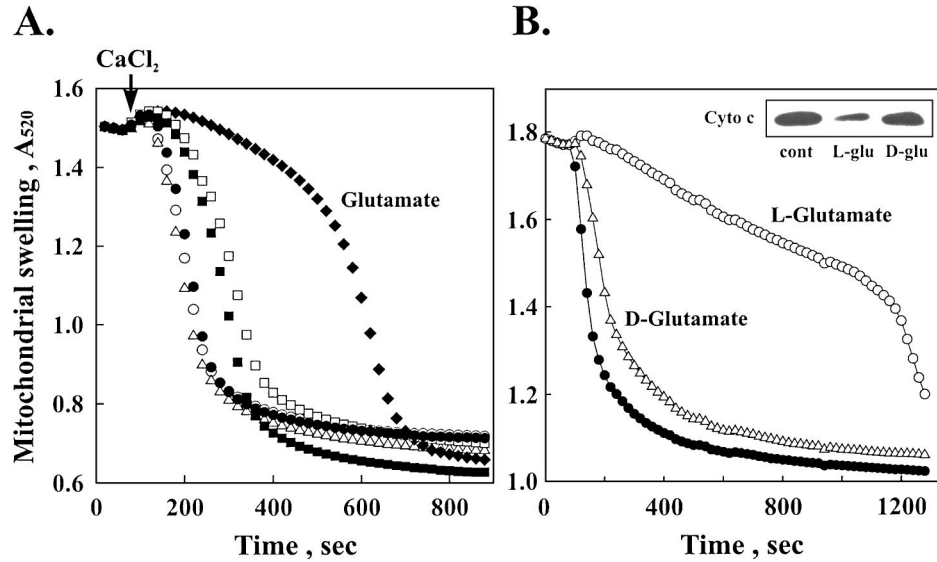 A.
CaCl₂
1.6
1.4
1.2
1.0
0.8
0.6
Mitochondrial swelling , A₅₂₀
Glutamate
0 200 400 600 800
Time , sec
B.
1.8
1.6
1.4
1.2
1.0
Cyto c
cont L-glu D-glu
L-Glutamate
D-Glutamate
0 400 800 1200
Time , sec